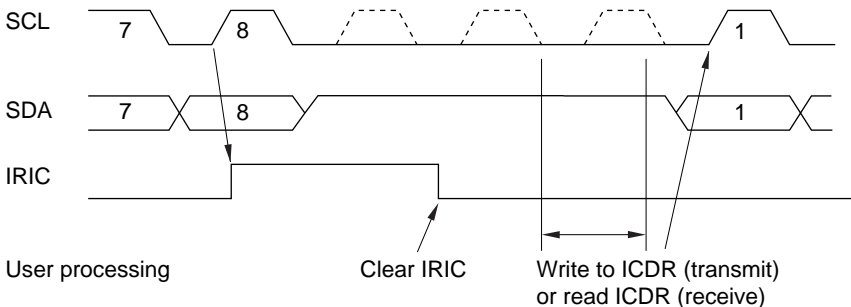 SCL 7 8 1
SDA 7 8 1
IRIC
User processing Clear IRIC Write to ICDR (transmit)
or read ICDR (receive)